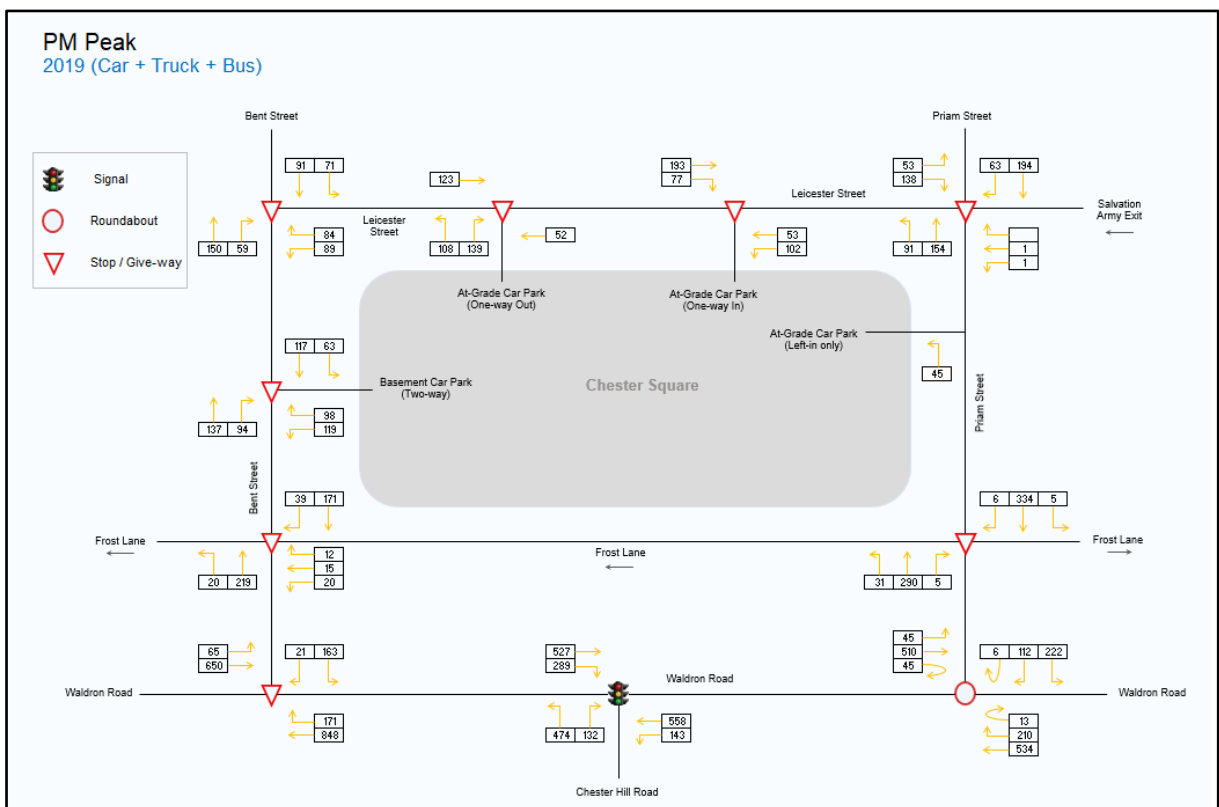 PM Peak
2019 (Car + Truck + Bus)
Bent Street
Priam Street
Signal
Roundabout
Stop / Give-way
91 71
123
193
77
53
138
63 194
Leicester Street
Leicester
Street
Salvation
Army Exit
150 59
84
89
108 139
52
53
102
91 154
1
1
At-Grade Car Park
(One-way Out)
At-Grade Car Park
(One-way In)
At-Grade Car Park
(Left-in only)
45
117 63
Basement Car Park
(Two-way)
Chester Square
137 94
98
119
Priam Street
Bent Street
39 171
6 334 5
Frost Lane
Frost Lane
Frost Lane
20 219
12
15
20
31 290 5
65
650
21 163
527
289
45
510
45
6 112 222
Waldron Road
Waldron Road
Waldron Road
171
848
474 132
558
143
13
210
534
Chester Hill Road